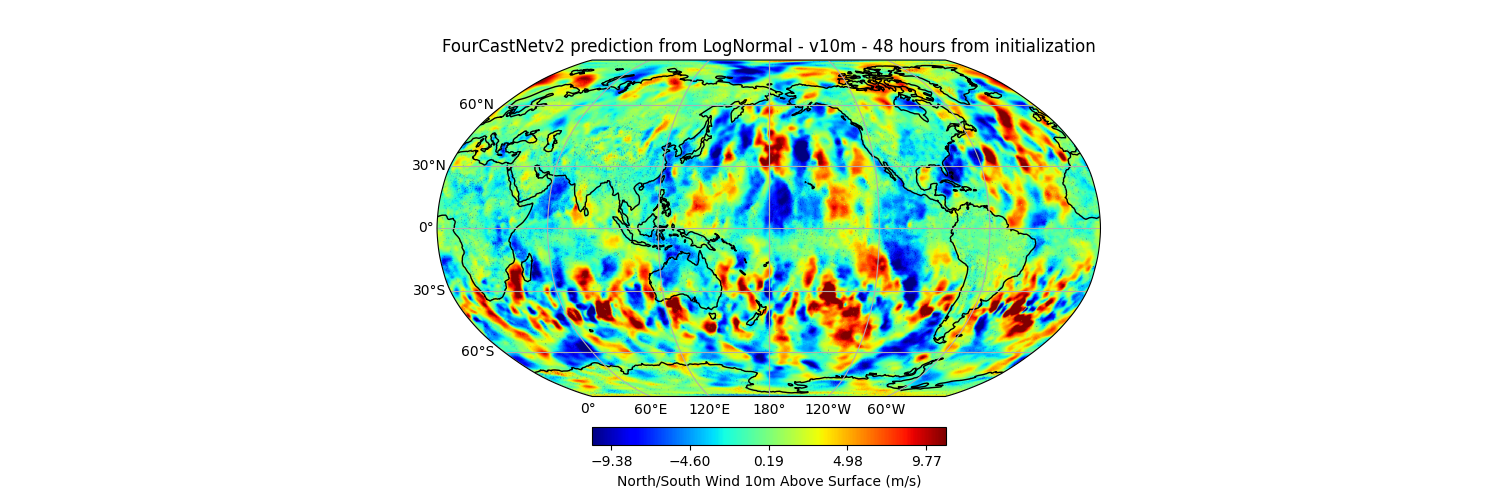 FourCastNetv2 prediction from LogNormal - v10m - 48 hours from initialization
60°N
30°N
0°
30°S
60°S
0° 60°E 120°E 180° 120°W 60°W
−9.38 −4.60 0.19 4.98 9.77
North/South Wind 10m Above Surface (m/s)